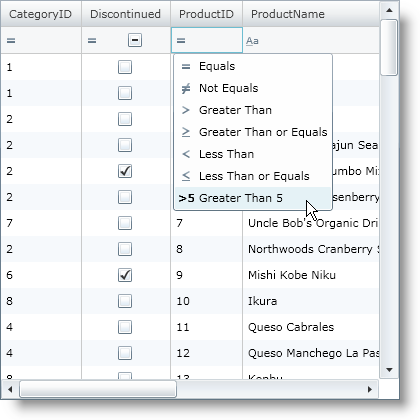 CategoryID Discontinued ProductID ProductName
= = = Aa
1
1
2
2 ajun Sea
2 umbo Mi
2 senberry
= Equals
≠ Not Equals
> Greater Than
≥ Greater Than or Equals
< Less Than
≤ Less Than or Equals
>5 Greater Than 5
7 7 Uncle Bob's Organic Dri
2 8 Northwoods Cranberry S
6 9 Mishi Kobe Niku
8 10 Ikura
4 11 Queso Cabrales
4 12 Queso Manchego La Pas
8 13 Konbu